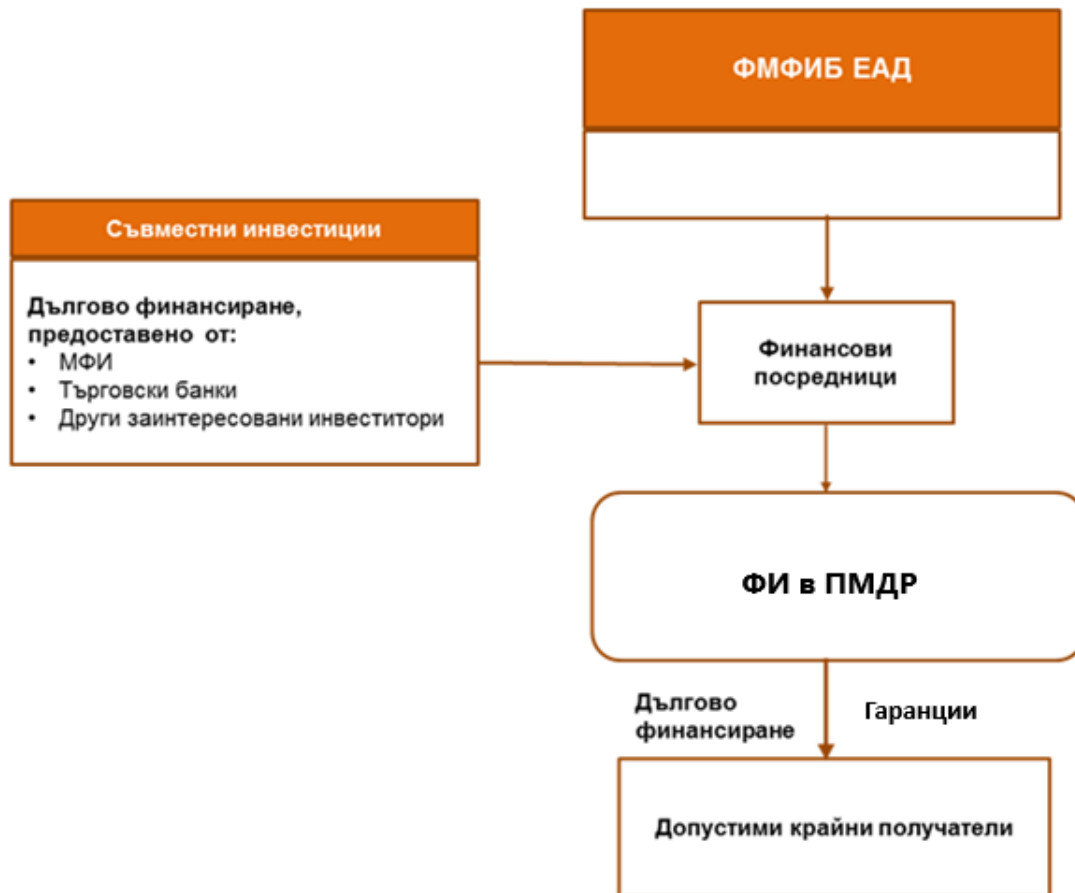 ФМФИБ ЕАД
Съвместни инвестиции
Дългово финансиране,
предоставено от:
• МФИ
• Търговски банки
• Други заинтересовани инвеститори
Финансови
посредници
ФИ в ПМДР
Дългово
финансиране
Гаранции
Допустими крайни получатели